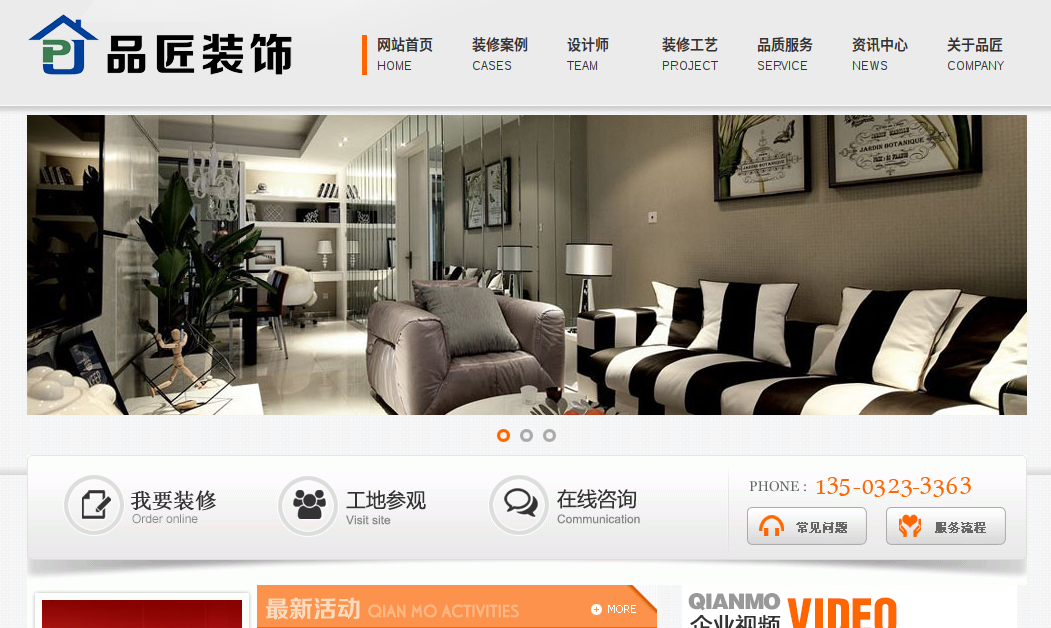 品匠装饰
网站首页 装修案例 设计师 装修工艺 品质服务 资讯中心 关于品匠
HOME CASES TEAM PROJECT SERVICE NEWS COMPANY
JARDIN BOTANIQUE
JARDIN BOTANIQUE
我要装修 工地参观 在线咨询
Order online Visit site Communication
PHONE : 135-0323-3363
常见问题 服务流程
最新活动 QIAN MO ACTIVITIES MORE
QIANMO
企业视频 VIDEO